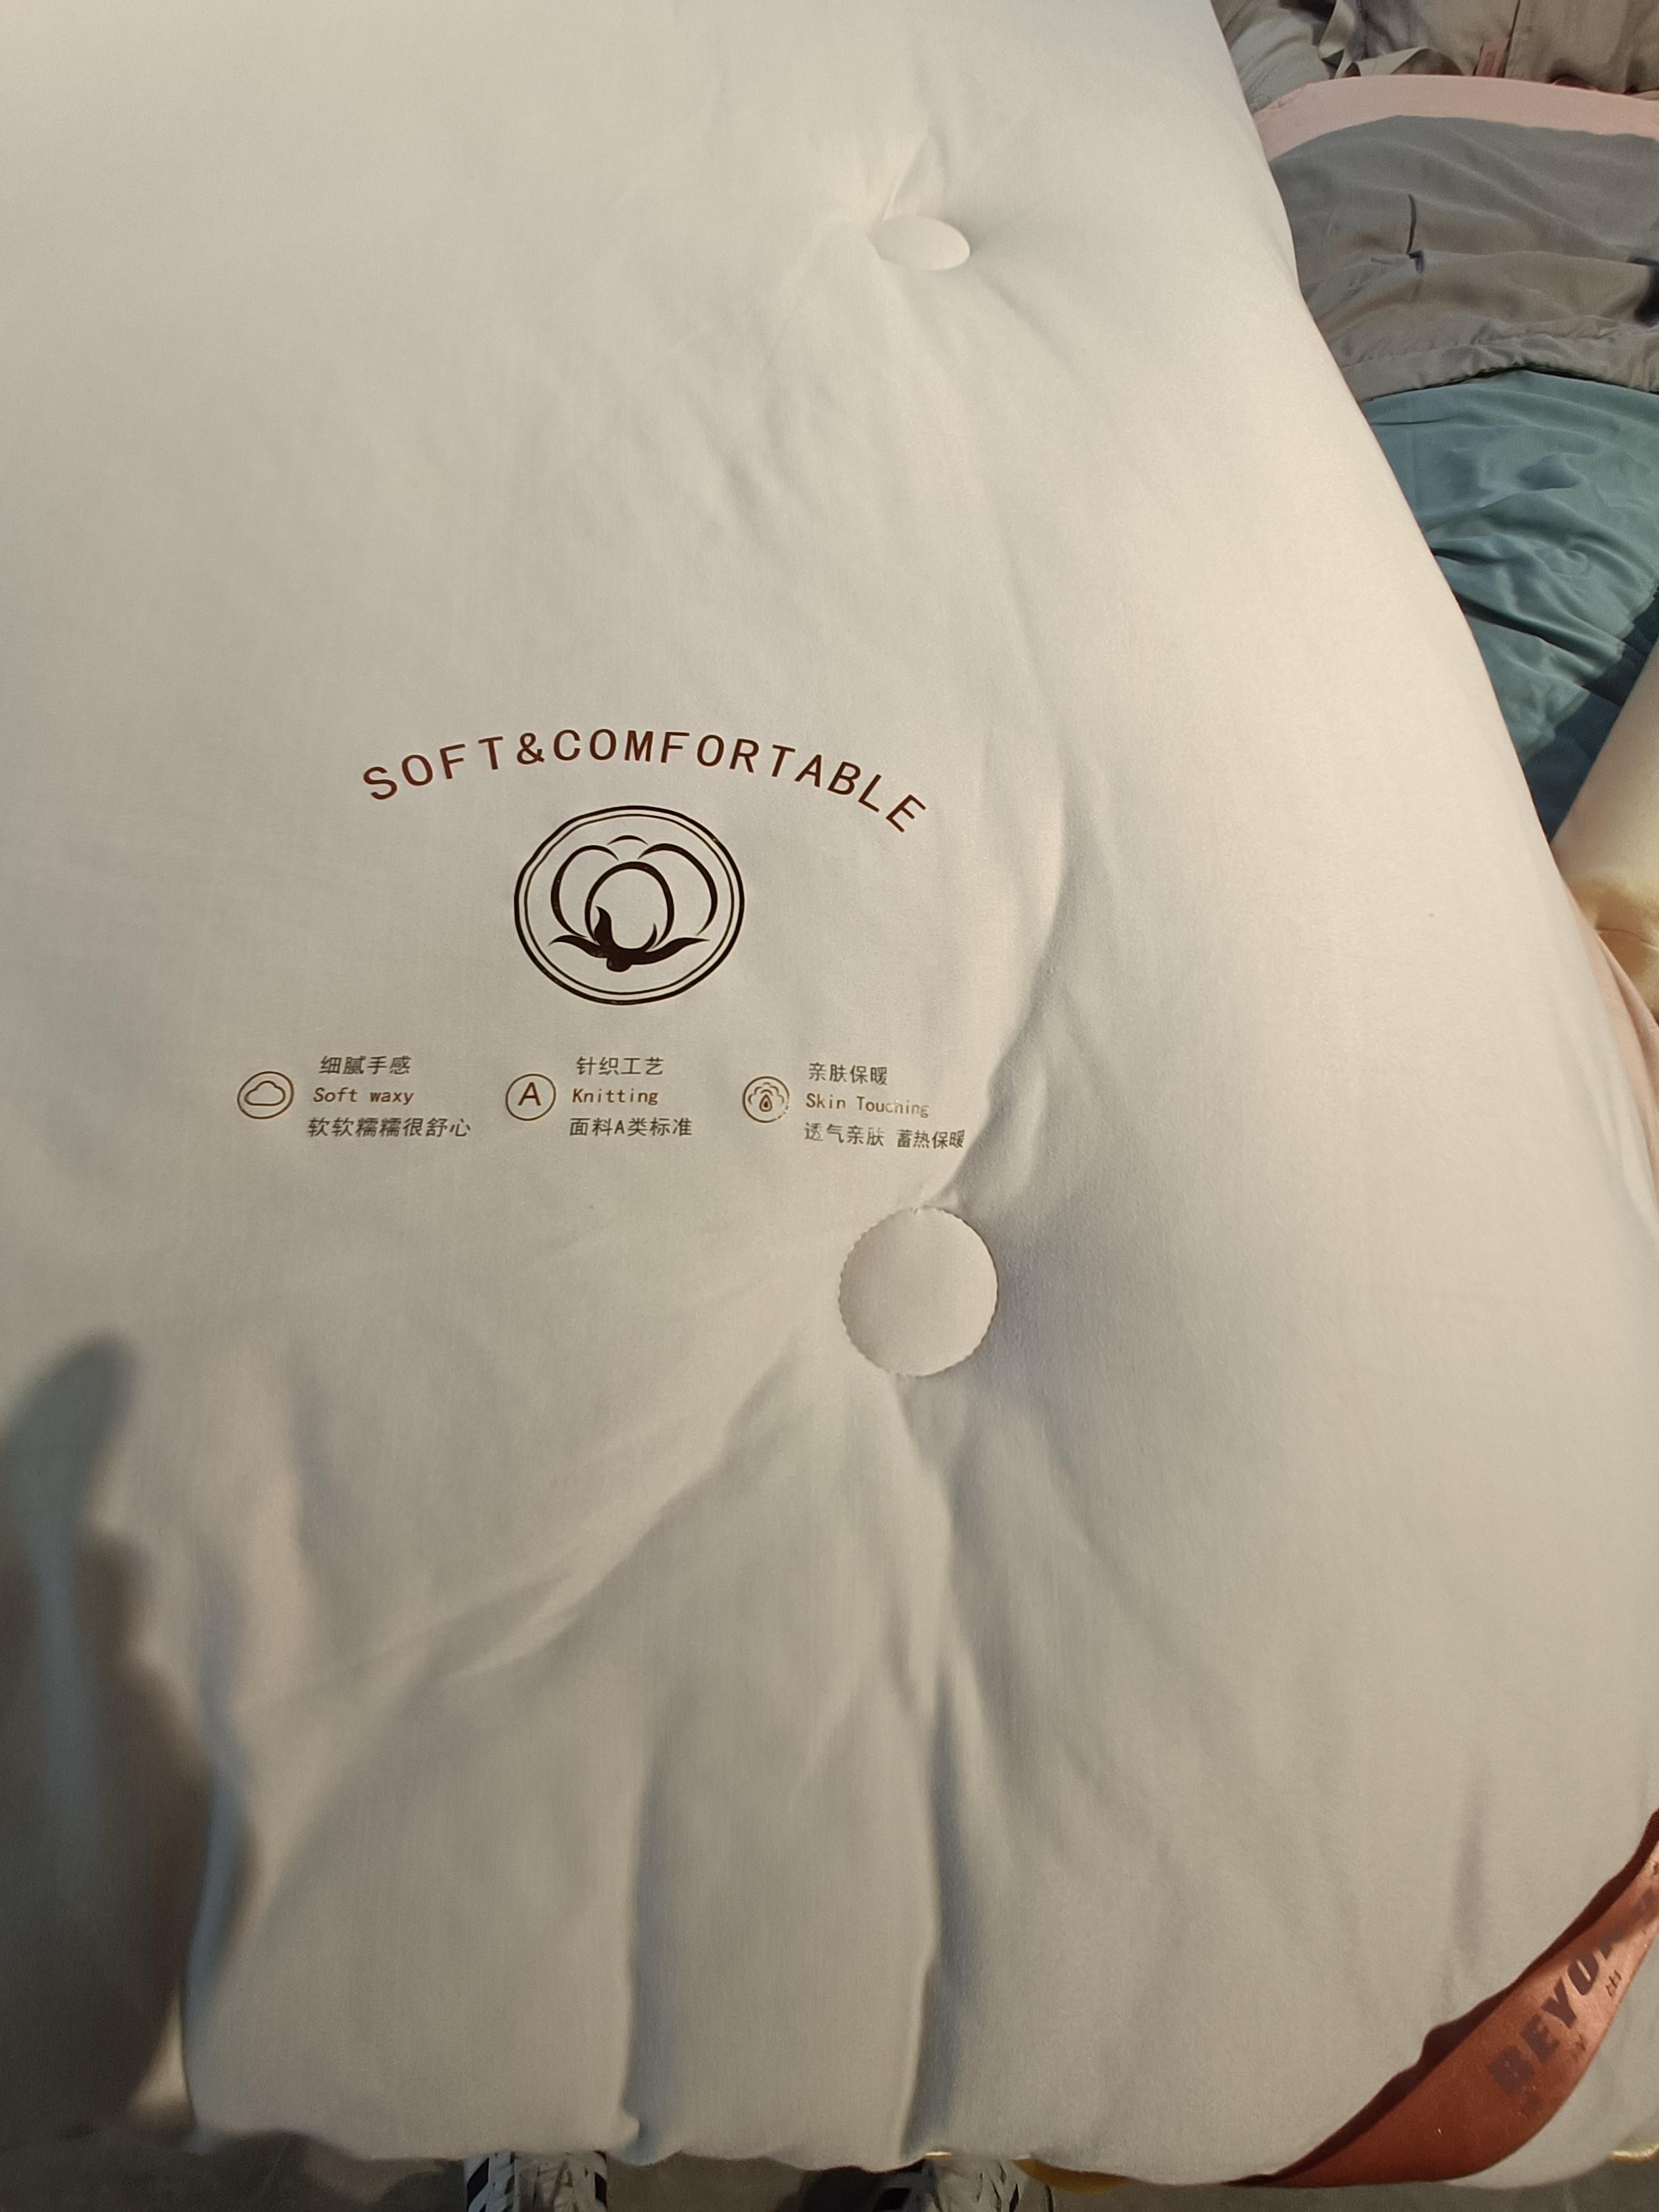 SOFT&COMFORTABLE
细腻手感
Soft waxy
软软糯糯很舒心
A
针织工艺
Knitting
面料A类标准
亲肤保暖
Skin Touching
透气亲肤 蓄热保暖